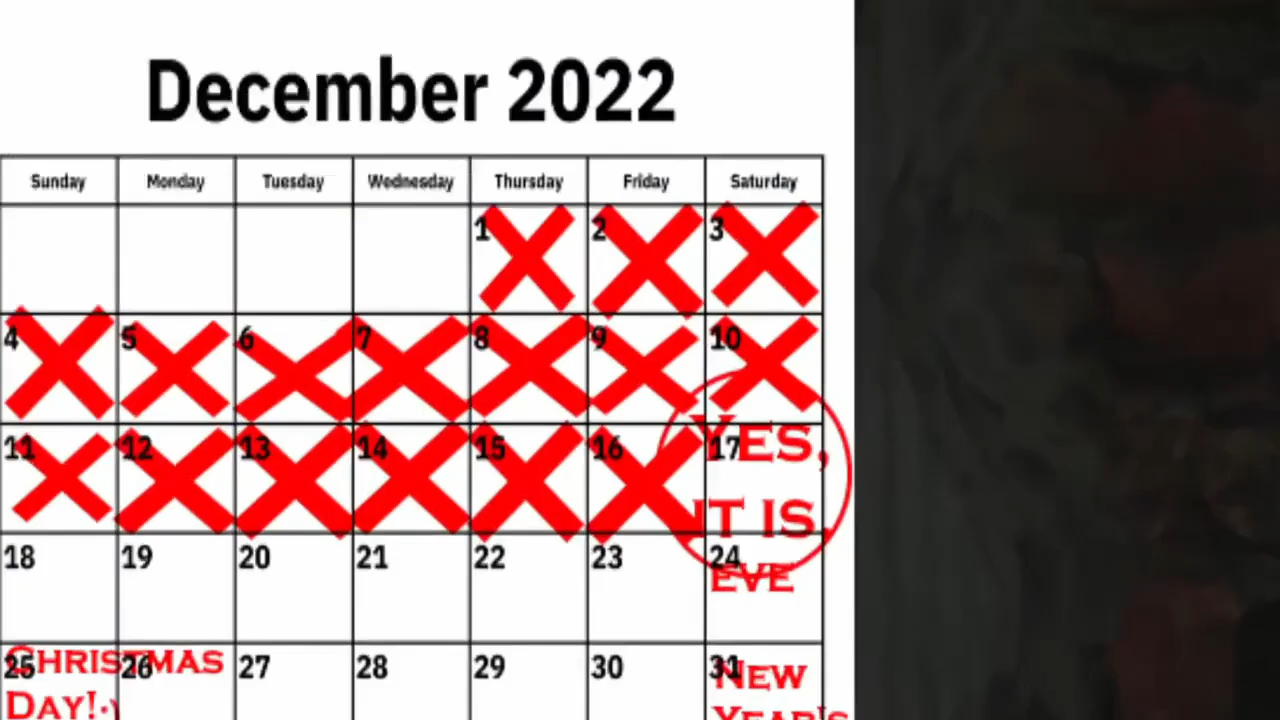 December 2022
Sunday Monday Tuesday Wednesday Thursday Friday Saturday
1 2 3
4 5 6 7 8 9 10
11 12 13 14 15 16 17
YES,
IT IS
18 19 20 21 22 23 24
EVE
25 26 27 28 29 30 31
CHRISTMAS
DAY!:)
NEW
YEAR'S